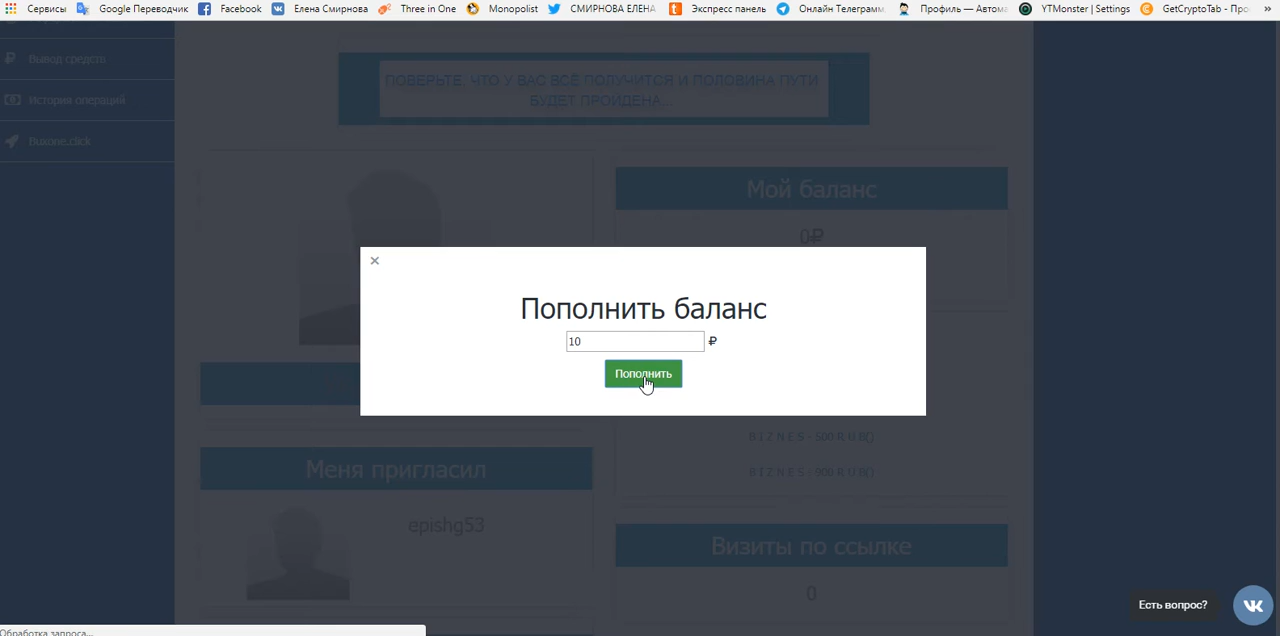 Сервисы Google Переводчик Facebook Елена Смирнова Three in One Monopolist СМИРНОВА ЕЛЕНА Экспресс панель Онлайн Телеграмм. Профиль — Автома YTMonster | Settings GetCryptoTab - Про »
Вывод средств
История операций
Buxone.click
ПОВЕРЬТЕ, ЧТО У ВАС ВСЁ ПОЛУЧИТСЯ И ПОЛОВИНА ПУТИ
БУДЕТ ПРОЙДЕНА...
Мой баланс
0₽
×
Пополнить баланс
10 ₽
Пополнить
B I Z N E S - 500 R U B()
B I Z N E S - 900 R U B()
Меня пригласил
epishg53
Визиты по ссылке
0
Есть вопрос?
Обработка запроса...